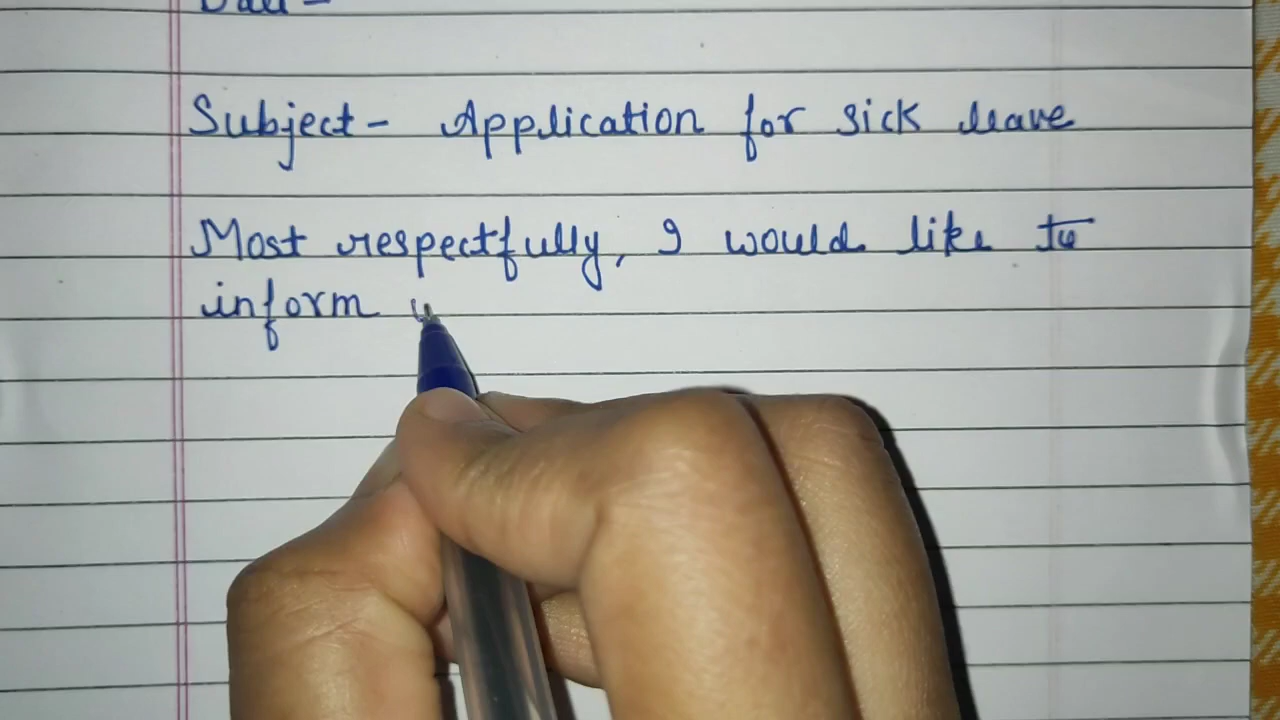 Subject- Application for sick leave
Most respectfully, I would like to
inform